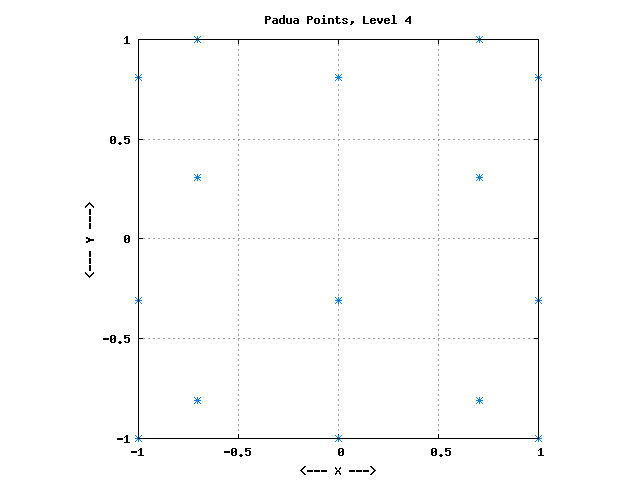 Padua Points, Level 4
1
0.5
0
-0.5
-1
<--- Y --->
-1 -0.5 0 0.5 1
<--- X --->